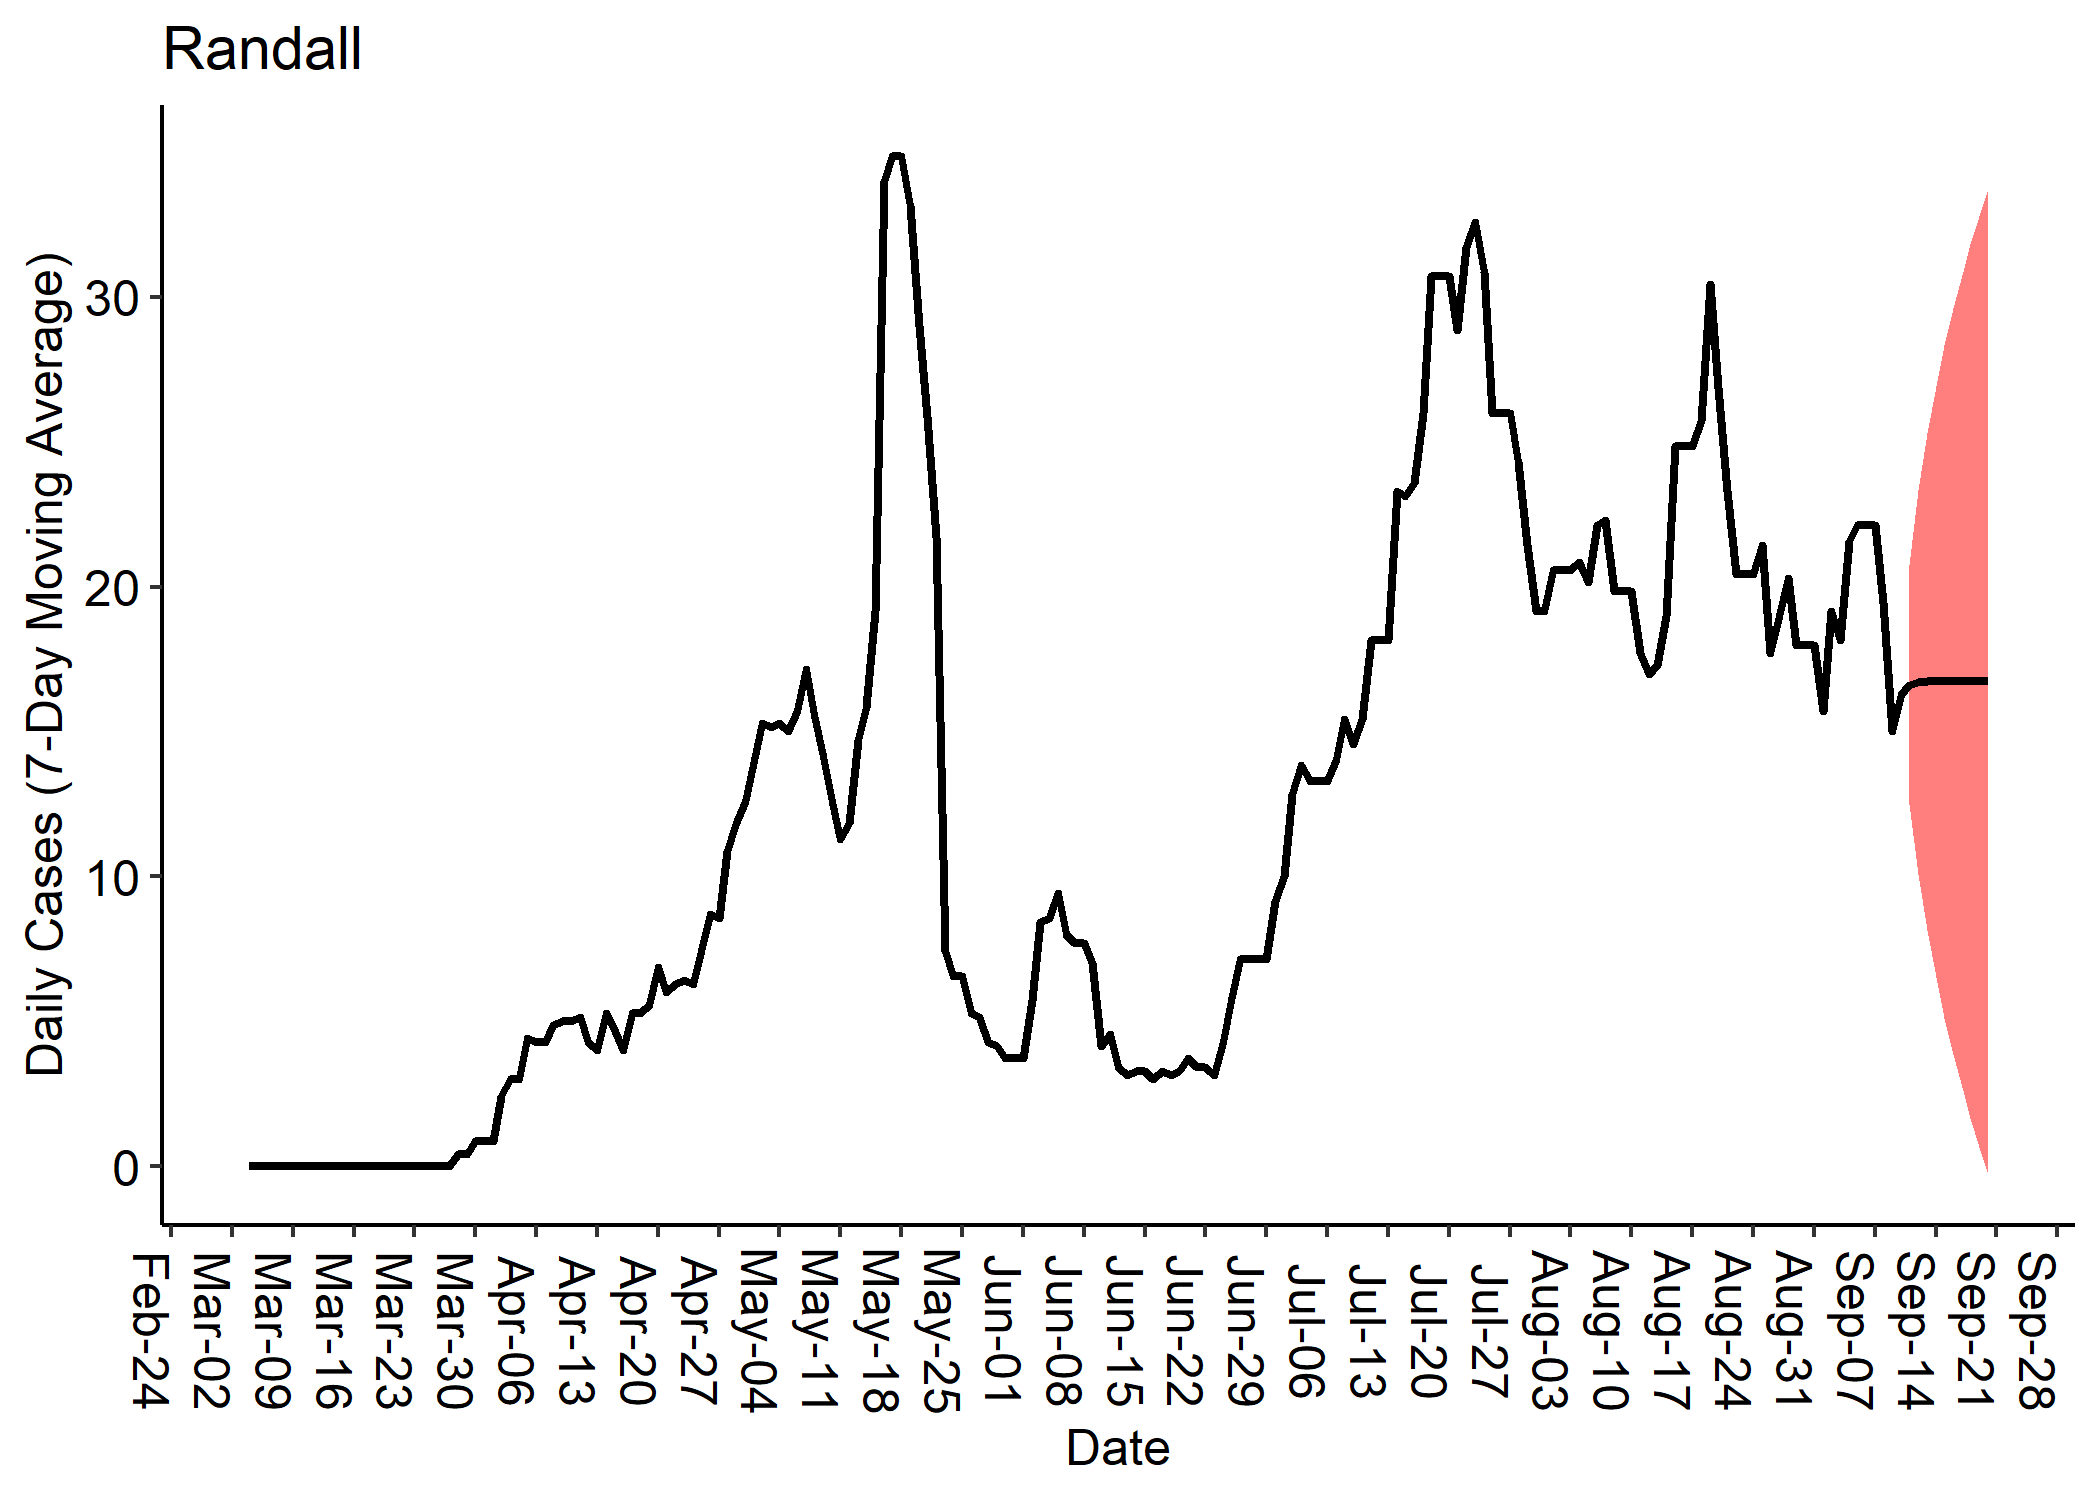 Randall
Daily Cases (7-Day Moving Average)
30
20
10
0
Feb-24
Mar-02
Mar-09
Mar-16
Mar-23
Mar-30
Apr-06
Apr-13
Apr-20
Apr-27
May-04
May-11
May-18
May-25
Jun-01
Jun-08
Jun-15
Jun-22
Jun-29
Jul-06
Jul-13
Jul-20
Jul-27
Aug-03
Aug-10
Aug-17
Aug-24
Aug-31
Sep-07
Sep-14
Sep-21
Sep-28
Date